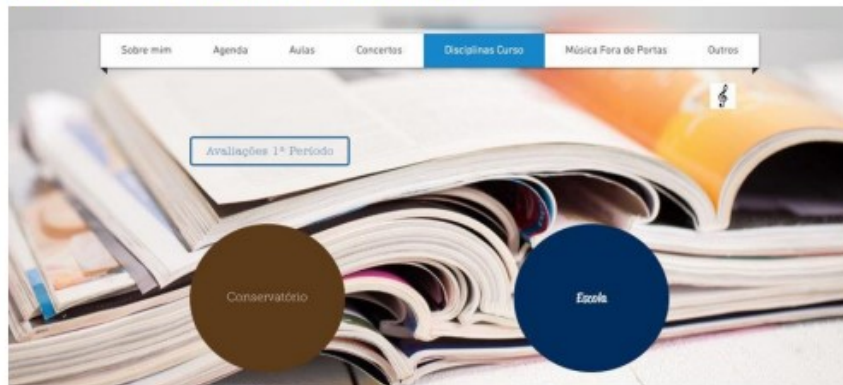 Sobre mim Agenda Aulas Concertos Disciplinas Curso Música Fora de Portas Outros
Avaliações 1º Período
Conservatório Escola